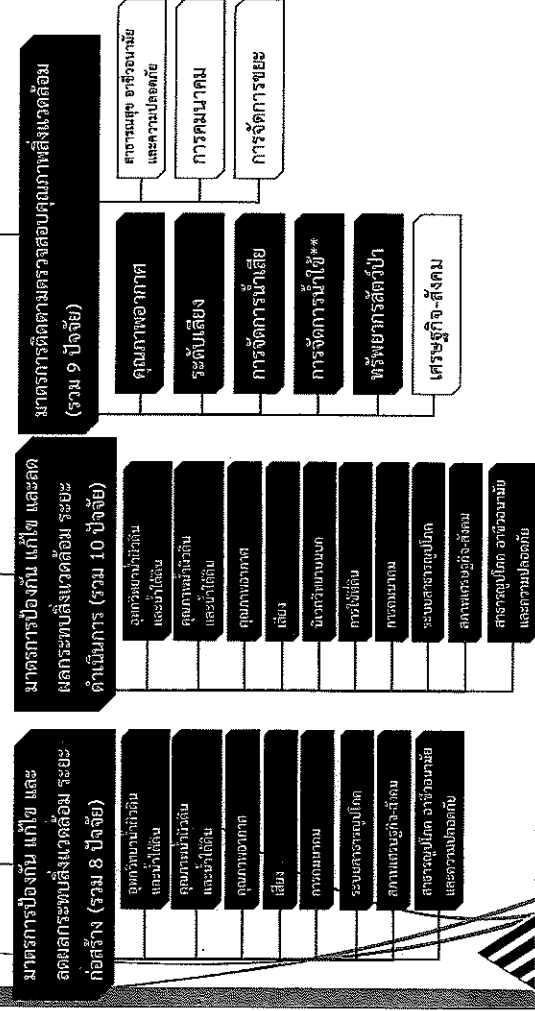 มาตรการป้องกัน แก้ไข และ
ลดผลกระทบสิ่งแวดล้อม ระยะ
ก่อสร้าง (รวม 8 ปัจจัย)
อุทกวิทยาน้ำผิวดิน
และน้ำใต้ดิน
คุณภาพน้ำผิวดิน
และน้ำใต้ดิน
คุณภาพอากาศ
เสียง
การคมนาคม
ระบบสาธารณูปโภค
สภาพเศรษฐกิจ-สังคม
สาธารณูปโภค อาชีวอนามัย
และความปลอดภัย
มาตรการป้องกัน แก้ไข และลด
ผลกระทบสิ่งแวดล้อม ระยะ
ดำเนินการ (รวม 10 ปัจจัย)
อุทกวิทยาน้ำผิวดิน
และน้ำใต้ดิน
คุณภาพน้ำผิวดิน
และน้ำใต้ดิน
คุณภาพอากาศ
เสียง
นิเวศวิทยาบนบก
การใช้ที่ดิน
การคมนาคม
ระบบสาธารณูปโภค
สภาพเศรษฐกิจ-สังคม
สาธารณูปโภค อาชีวอนามัย
และความปลอดภัย
มาตรการติดตามตรวจสอบคุณภาพสิ่งแวดล้อม
(รวม 9 ปัจจัย)
คุณภาพอากาศ
ระดับเสียง
การจัดการน้ำเสีย
การจัดการน้ำใช้**
ทรัพยากรสัตว์ป่า
เศรษฐกิจ-สังคม
สาธารณสุข อาชีวอนามัย
และความปลอดภัย
การคมนาคม
การจัดการขยะ